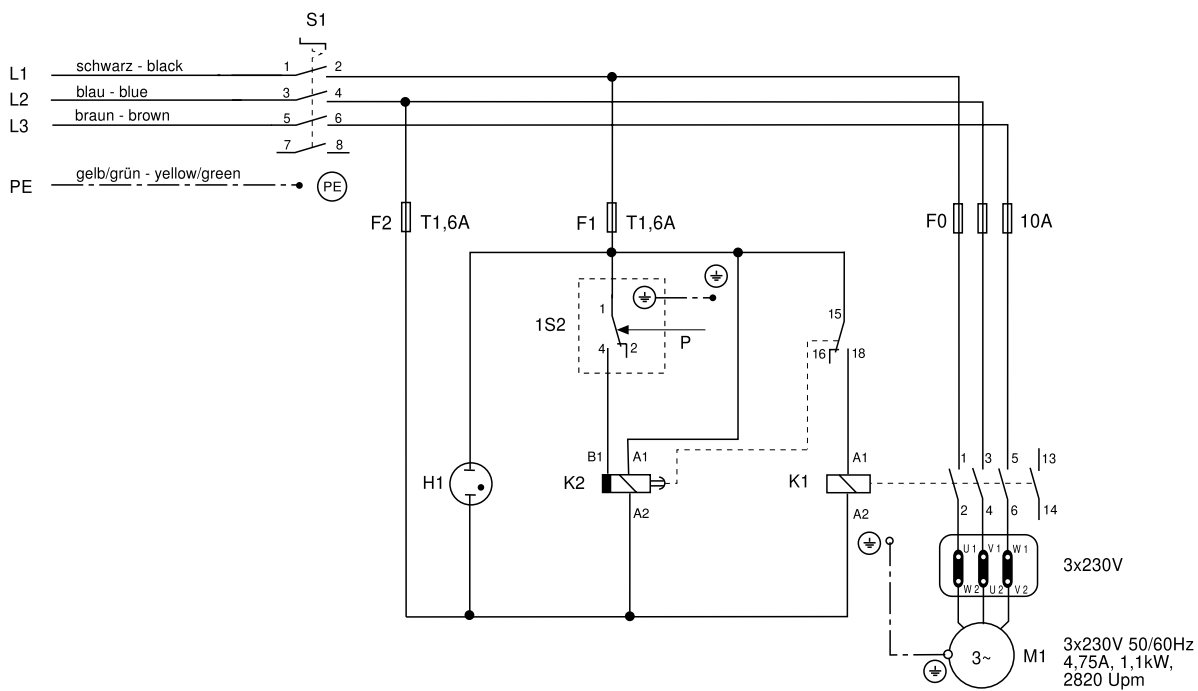 S1
L1 schwarz - black 1 2
L2 blau - blue 3 4
L3 braun - brown 5 6
7 8
PE gelb/grün - yellow/green PE
F2 T1,6A F1 T1,6A F0 10A
1S2 1 4 2 P
15 16 18
B1 A1 A1
H1 K2 K1
A2 A2
1 3 5 13
2 4 6 14
U1 V1 W1
W2 U2 V2
3x230V
3~ M1
3x230V 50/60Hz
4,75A, 1,1kW,
2820 Upm